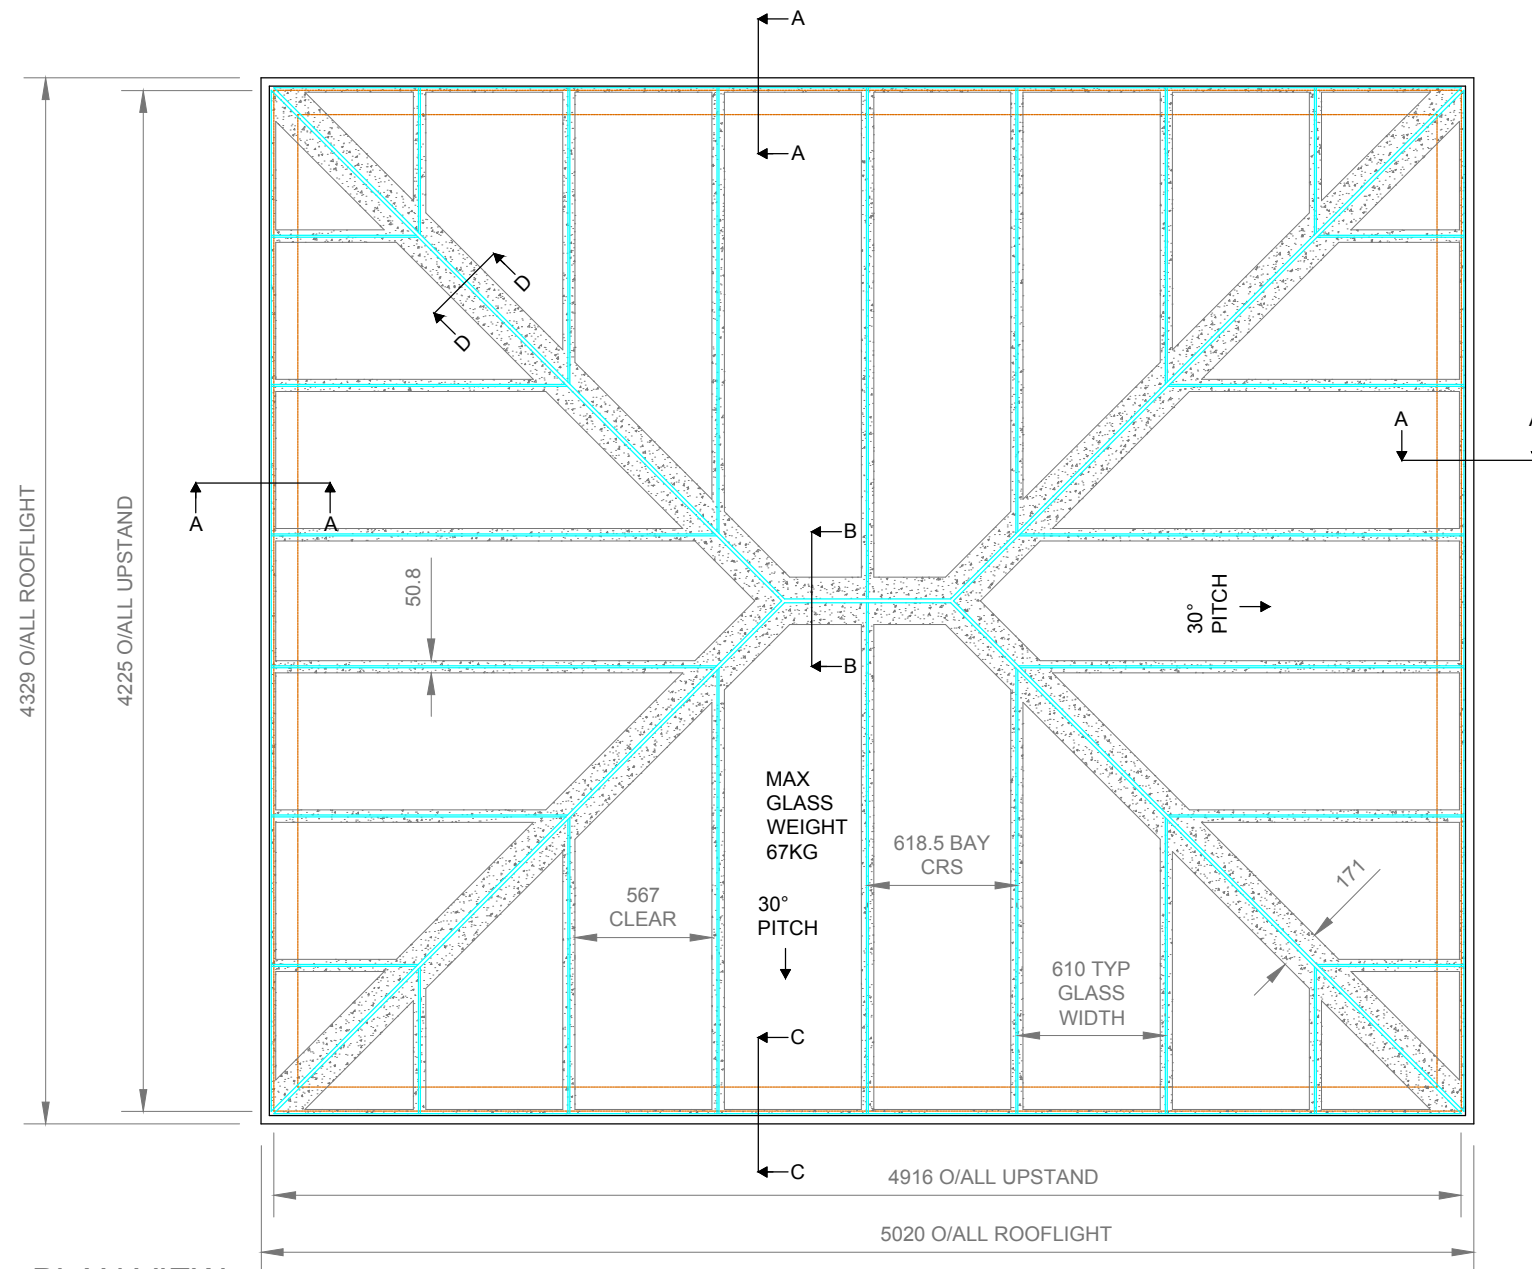 A
A
D
D
4329 O/ALL ROOFLIGHT
4225 O/ALL UPSTAND
A
A
A
B
B
50.8
30°
PITCH
MAX
GLASS
WEIGHT
67KG
618.5 BAY
CRS
171
567
CLEAR
30°
PITCH
610 TYP
GLASS
WIDTH
C
C
4916 O/ALL UPSTAND
5020 O/ALL ROOFLIGHT